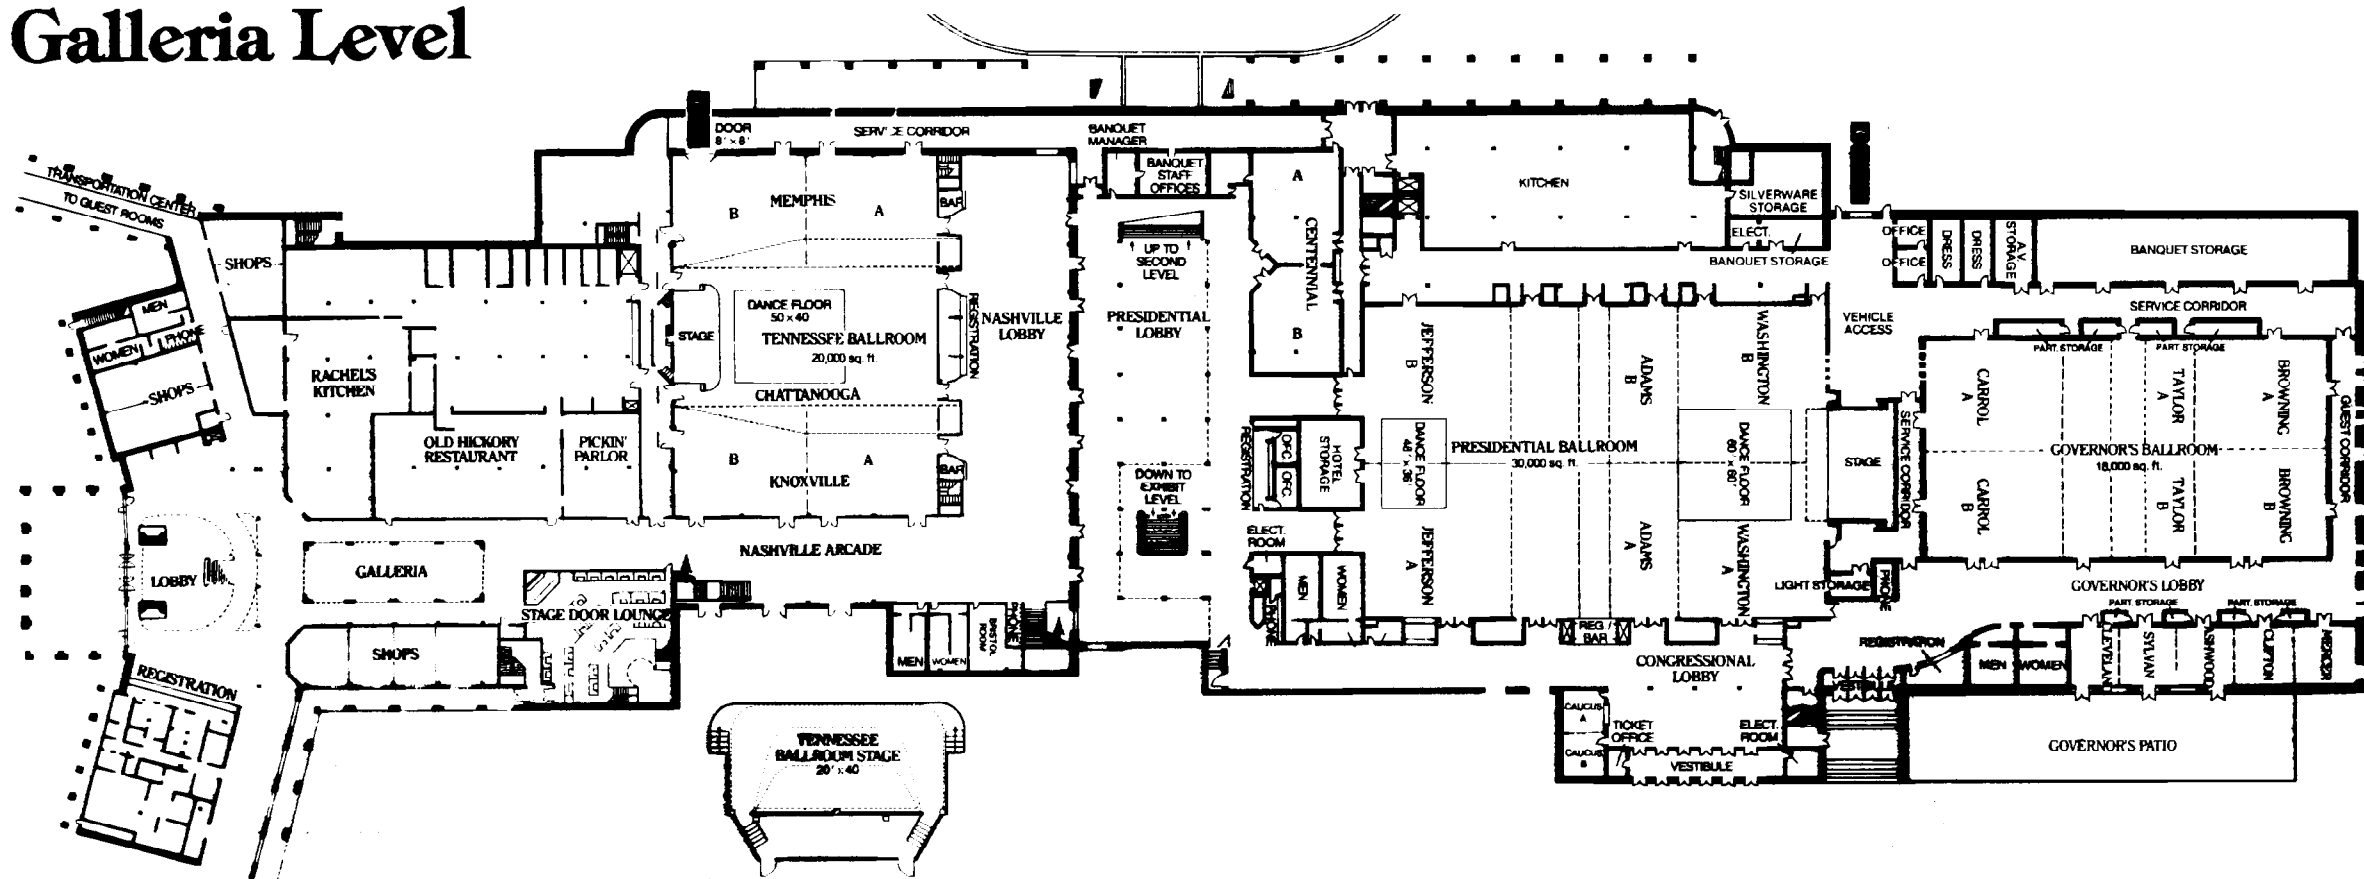 Galleria Level
TRANSPORTATION CENTER
TO GUEST ROOMS
SHOPS
MEN
PHONE
WOMEN
SHOPS
LOBBY
REGISTRATION
RACHEL'S
KITCHEN
OLD HICKORY
RESTAURANT
PICKIN'
PARLOR
GALLERIA
STAGE DOOR LOUNGE
SHOPS
DOOR
8' x 8'
SERVICE CORRIDOR
MEMPHIS
B
A
BAR
STAGE
DANCE FLOOR
50 x 40
TENNESSEE BALLROOM
20,000 sq. ft.
CHATTANOOGA
REGISTRATION
B
A
BAR
KNOXVILLE
NASHVILLE
LOBBY
NASHVILLE ARCADE
MEN
WOMEN
BRISTOL
ROOM
PHONE
TENNESSEE
BALLROOM STAGE
20' x 40
BANQUET
MANAGER
BANQUET
STAFF
OFFICES
UP TO
SECOND
LEVEL
PRESIDENTIAL
LOBBY
DOWN TO
EXHIBIT
LEVEL
A
CENTENNIAL
B
REGISTRATION
OFC.
OFC.
HOTEL
STORAGE
ELECT.
ROOM
MEN
WOMEN
PHONE
KITCHEN
SILVERWARE
STORAGE
ELECT.
BANQUET STORAGE
JEFFERSON
B
ADAMS
B
WASHINGTON
B
DANCE FLOOR
48' x 36'
PRESIDENTIAL BALLROOM
30,000 sq. ft.
DANCE FLOOR
60' x 60'
JEFFERSON
A
ADAMS
A
WASHINGTON
A
REG /
BAR
CONGRESSIONAL
LOBBY
CAUCUS
A
CAUCUS
B
TICKET
OFFICE
ELECT.
ROOM
VESTIBULE
VEHICLE
ACCESS
STAGE
SERVICE CORRIDOR
LIGHT STORAGE
PHONE
OFFICE
OFFICE
DRESS
DRESS
A.V.
STORAGE
BANQUET STORAGE
SERVICE CORRIDOR
PART. STORAGE
PART. STORAGE
CARROL
A
TAYLOR
A
BROWNING
A
GOVERNOR'S BALLROOM
18,000 sq. ft.
CARROL
B
TAYLOR
B
BROWNING
B
GUEST CORRIDOR
GOVERNOR'S LOBBY
PART. STORAGE
PART. STORAGE
REGISTRATION
MEN
WOMEN
CLEVELAND
SYLVAN
ASHWOOD
CLIFTON
MERCER
GOVERNOR'S PATIO